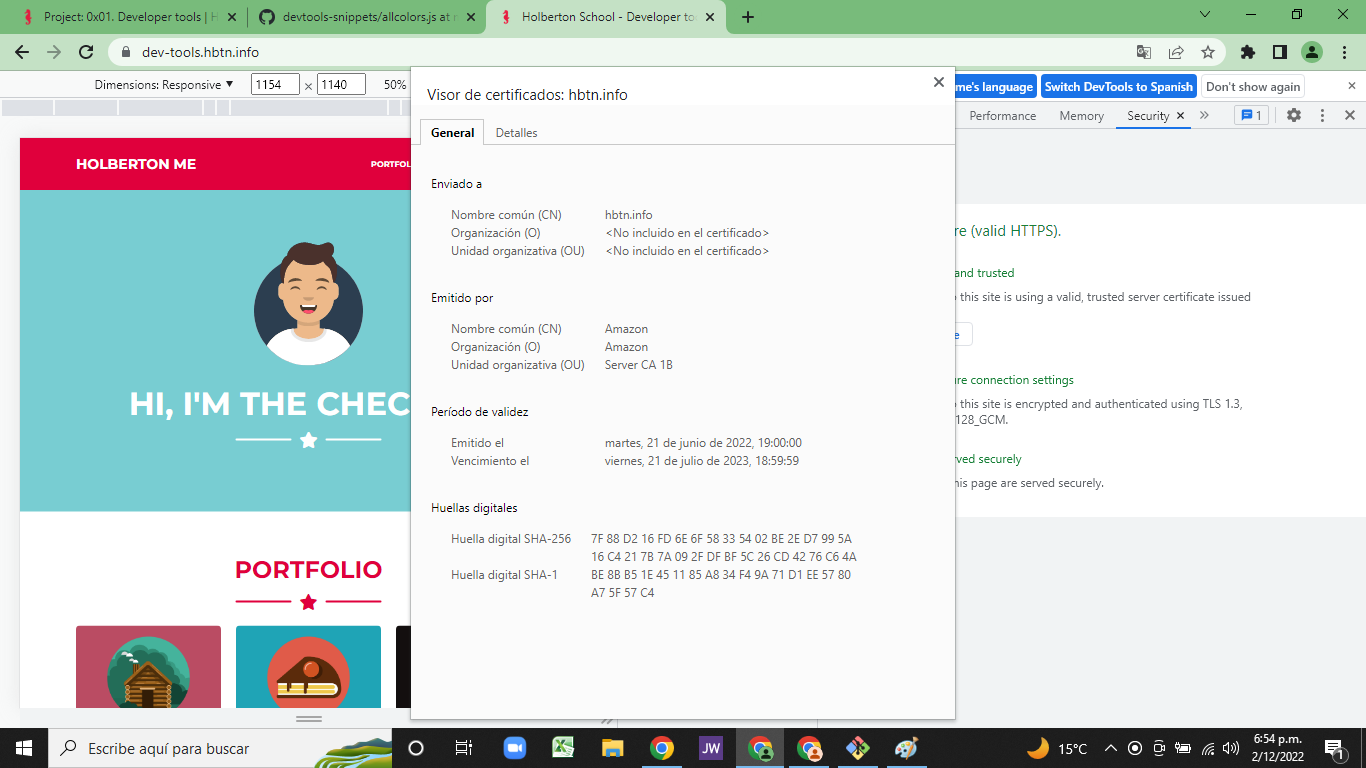 Project: 0x01. Developer tools | H
devtools-snippets/allcolors.js at m
Holberton School - Developer to
dev-tools.hbtn.info
Dimensions: Responsive ▼ 1154 × 1140 50%
me's language Switch DevTools to Spanish Don't show again
Performance Memory Security 1
HOLBERTON ME
PORTFOL
HI, I'M THE CHEC
PORTFOLIO
Visor de certificados: hbtn.info
General Detalles
Enviado a
Nombre común (CN) hbtn.info
Organización (O) <No incluido en el certificado>
Unidad organizativa (OU) <No incluido en el certificado>
Emitido por
Nombre común (CN) Amazon
Organización (O) Amazon
Unidad organizativa (OU) Server CA 1B
Período de validez
Emitido el martes, 21 de junio de 2022, 19:00:00
Vencimiento el viernes, 21 de julio de 2023, 18:59:59
Huellas digitales
Huella digital SHA-256 7F 88 D2 16 FD 6E 6F 58 33 54 02 BE 2E D7 99 5A
16 C4 21 7B 7A 09 2F DF BF 5C 26 CD 42 76 C6 4A
Huella digital SHA-1 BE 8B B5 1E 45 11 85 A8 34 F4 9A 71 D1 EE 57 80
A7 5F 57 C4
re (valid HTTPS).
and trusted
this site is using a valid, trusted server certificate issued
e
re connection settings
this site is encrypted and authenticated using TLS 1.3,
128_GCM.
ved securely
his page are served securely.
Escribe aquí para buscar
JW
15°C
6:54 p.m.
2/12/2022
1